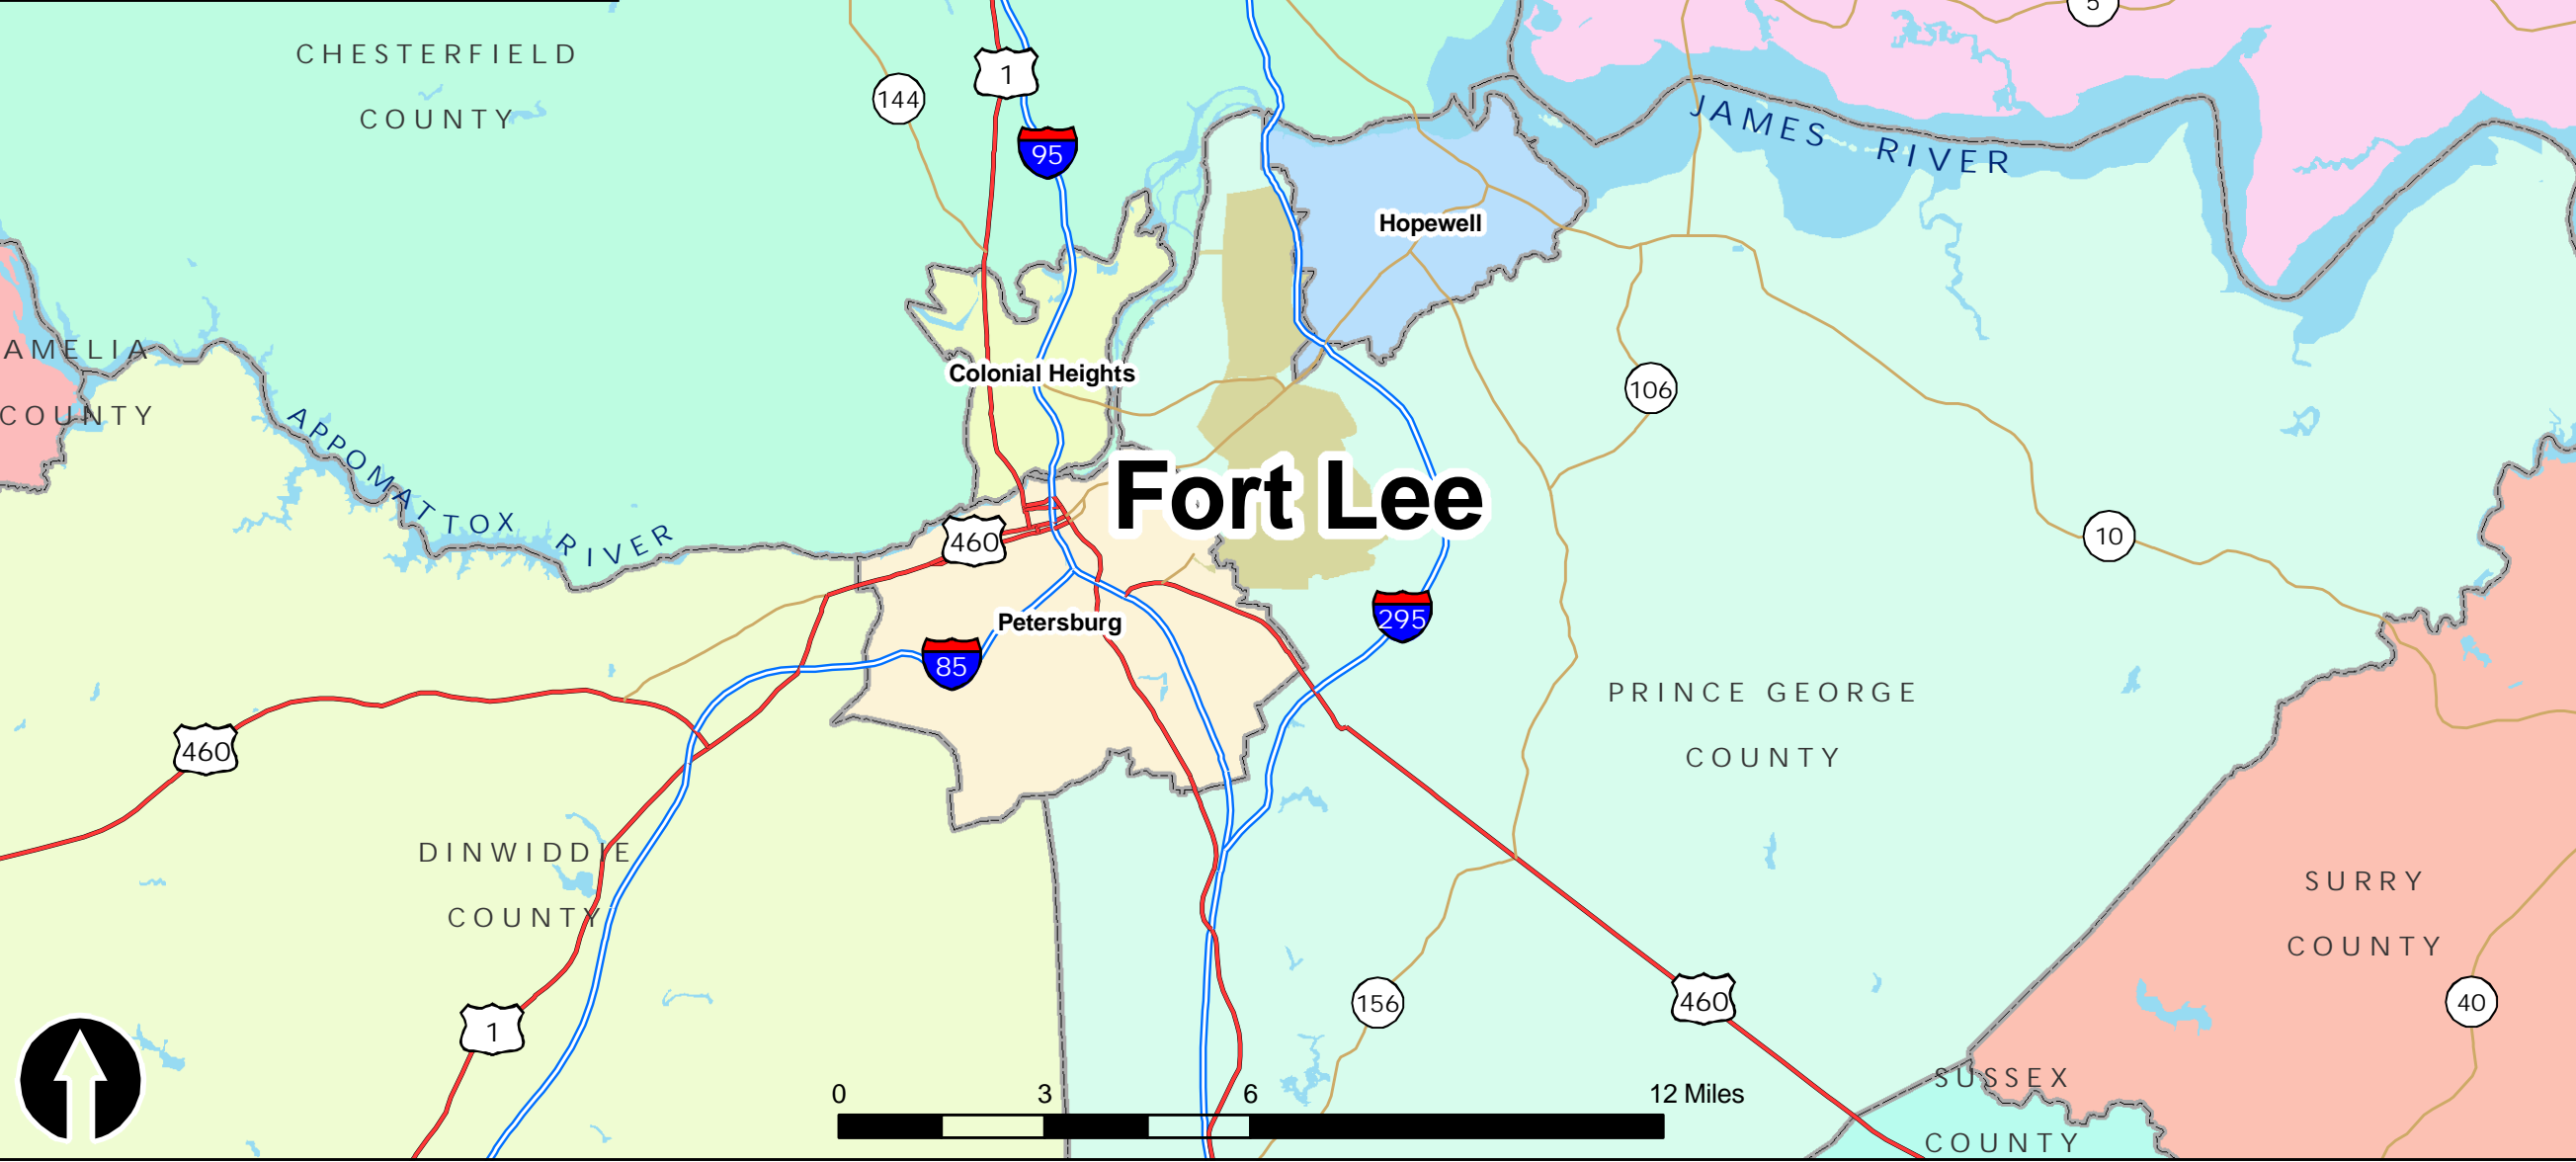 5
CHESTERFIELD
COUNTY
1
144
95
JAMES RIVER
Hopewell
AMELIA
COUNTY
Colonial Heights
106
APPOMATTOX RIVER
Fort Lee
460
10
Petersburg
295
85
PRINCE GEORGE
COUNTY
460
DINWIDDIE
COUNTY
SURRY
COUNTY
156
460
40
1
SUSSEX
COUNTY
0 3 6 12 Miles